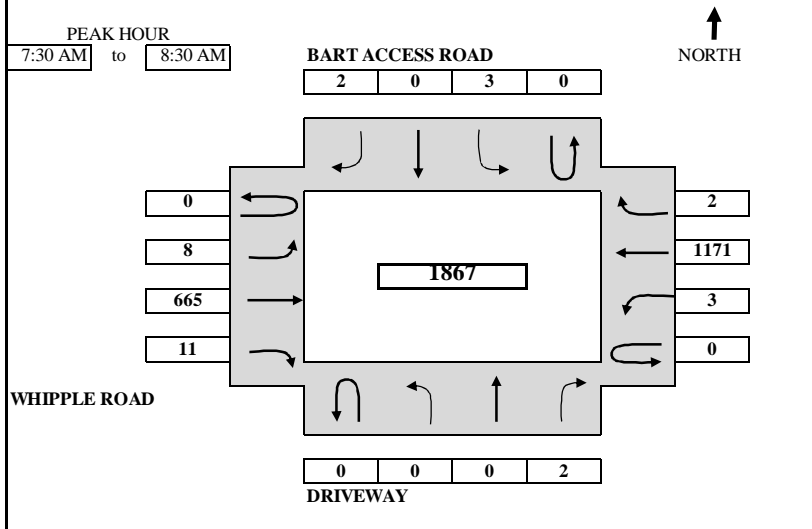 PEAK HOUR
7:30 AM to 8:30 AM
BART ACCESS ROAD
NORTH
2 0 3 0
0
2
8
1171
1867
665
3
11
0
WHIPPLE ROAD
0 0 0 2
DRIVEWAY